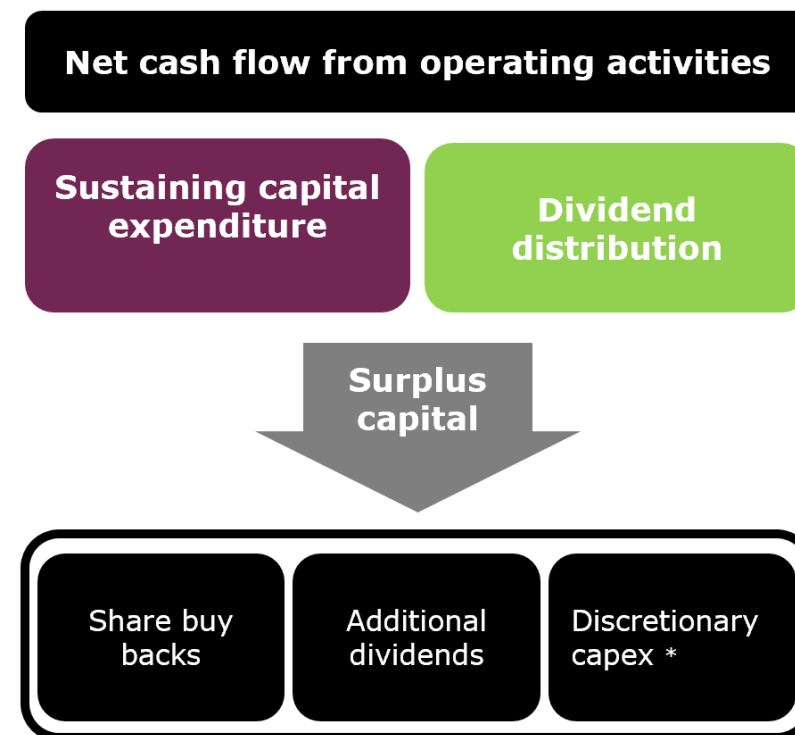 Net cash flow from operating activities
Sustaining capital
expenditure
Dividend
distribution
Surplus
capital
Share buy
backs
Additional
dividends
Discretionary
capex *